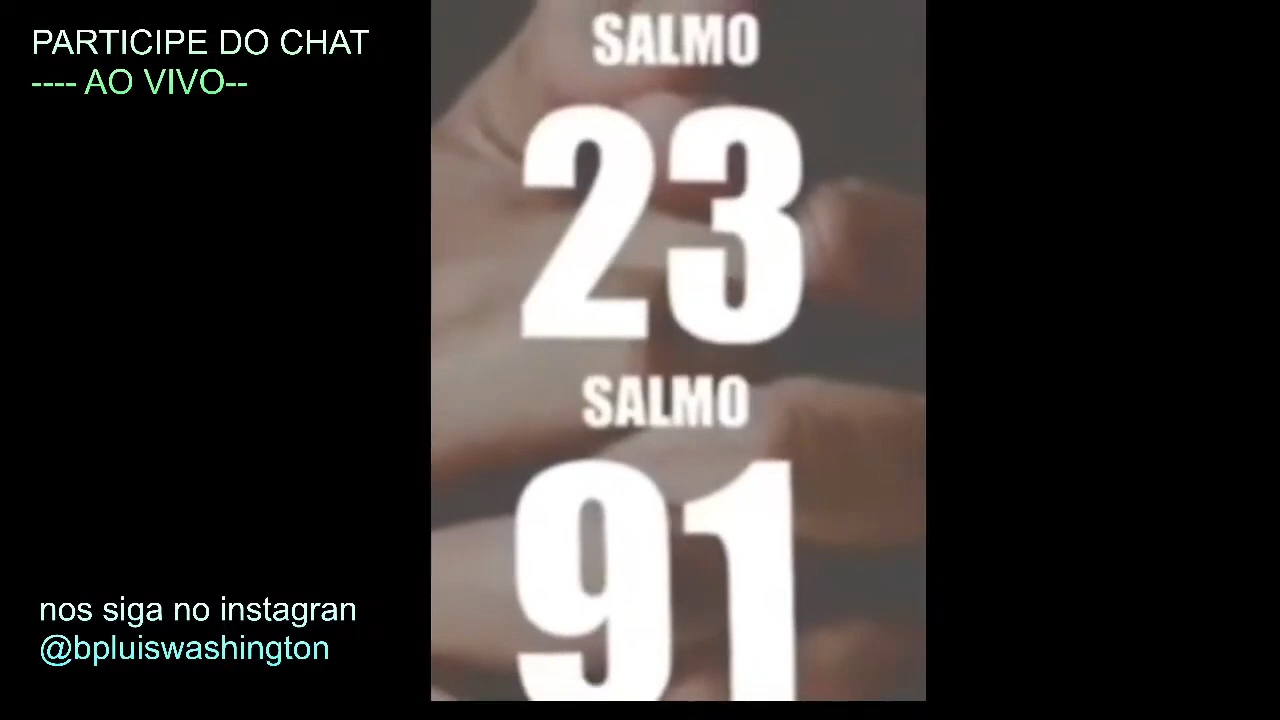 PARTICIPE DO CHAT
---- AO VIVO--
SALMO
23
SALMO
91
nos siga no instagran
@bpluiswashington